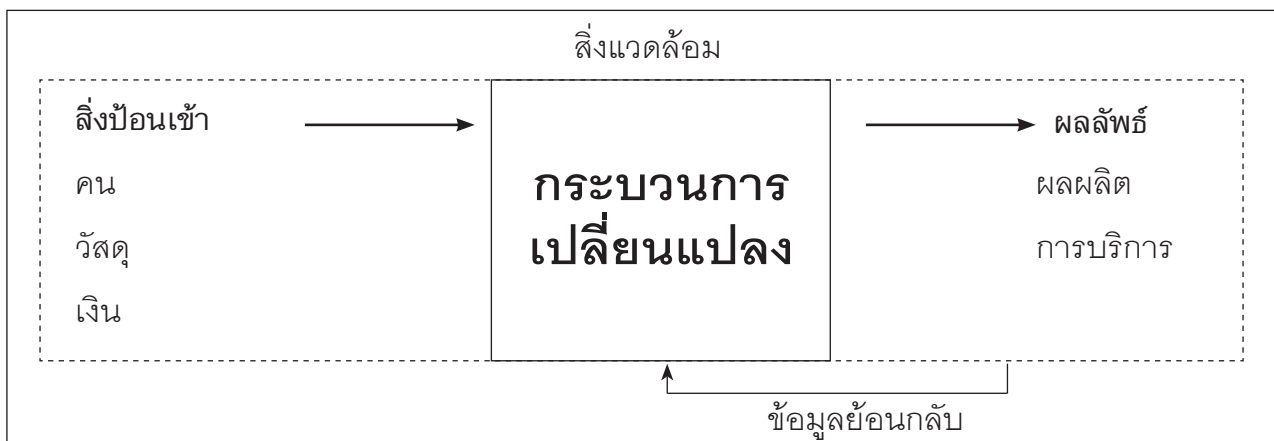 สิ่งแวดล้อม
สิ่งป้อนเข้า
คน
วัสดุ
เงิน
กระบวนการ
เปลี่ยนแปลง
ผลลัพธ์
ผลผลิต
การบริการ
ข้อมูลย้อนกลับ